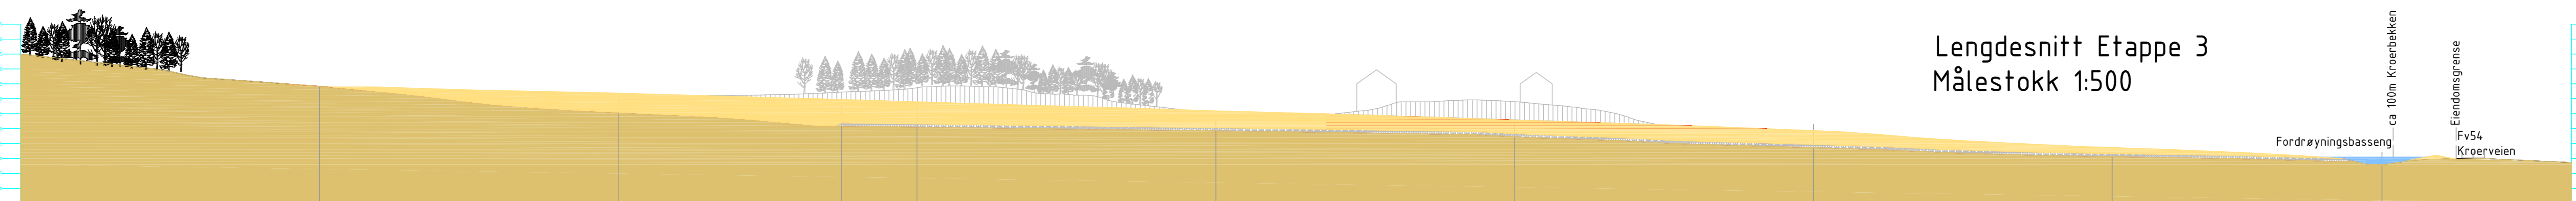 Lengdesnitt Etappe 3
Målestokk 1:500
ca 100m Kroerbekken
Eiendomsgrense
Fordrøyningsbasseng
Fv54
Kroerveien